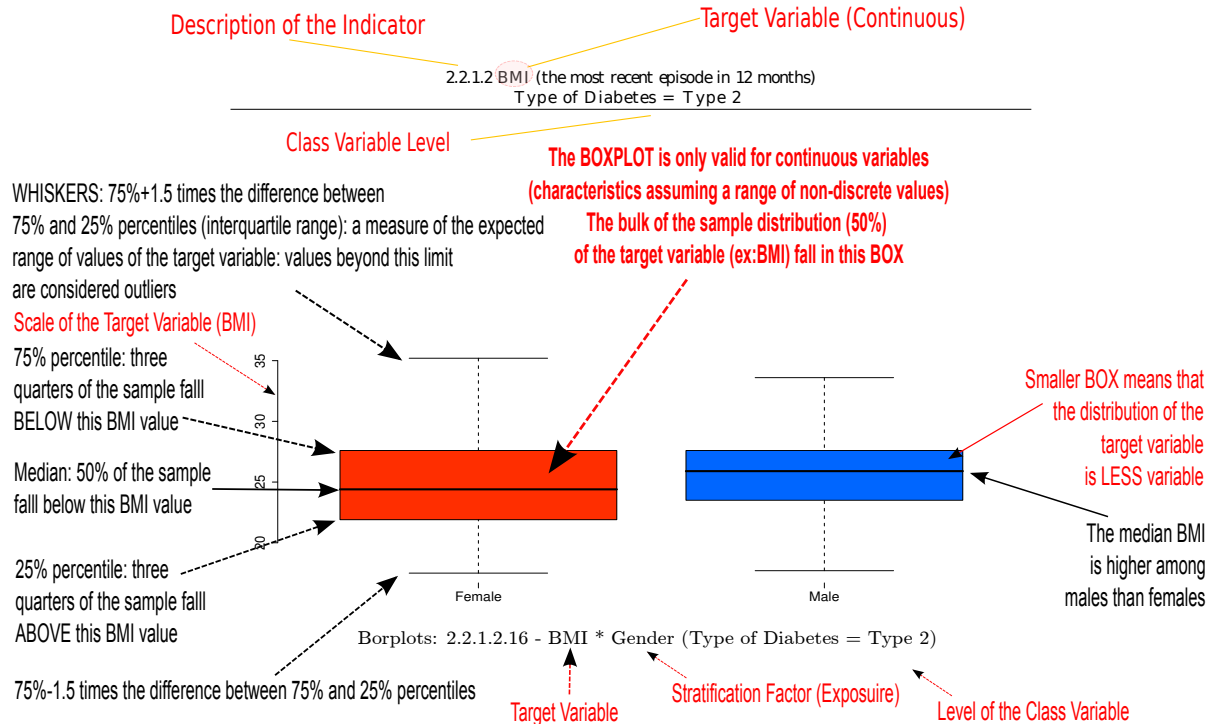 Description of the Indicator
Target Variable (Continuous)
2.2.1.2 BMI (the most recent episode in 12 months)
Type of Diabetes = Type 2
Class Variable Level
The BOXPLOT is only valid for continuous variables
(characteristics assuming a range of non-discrete values)
The bulk of the sample distribution (50%)
of the target variable (ex:BMI) fall in this BOX
WHISKERS: 75%+1.5 times the difference between
75% and 25% percentiles (interquartile range): a measure of the expected
range of values of the target variable: values beyond this limit
are considered outliers
Scale of the Target Variable (BMI)
75% percentile: three
quarters of the sample falll
BELOW this BMI value
Median: 50% of the sample
falll below this BMI value
25% percentile: three
quarters of the sample falll
ABOVE this BMI value
75%-1.5 times the difference between 75% and 25% percentiles
35
30
25
20
Female
Male
Smaller BOX means that
the distribution of the
target variable
is LESS variable
The median BMI
is higher among
males than females
Borplots: 2.2.1.2.16 - BMI * Gender (Type of Diabetes = Type 2)
Target Variable
Stratification Factor (Exposuire)
Level of the Class Variable